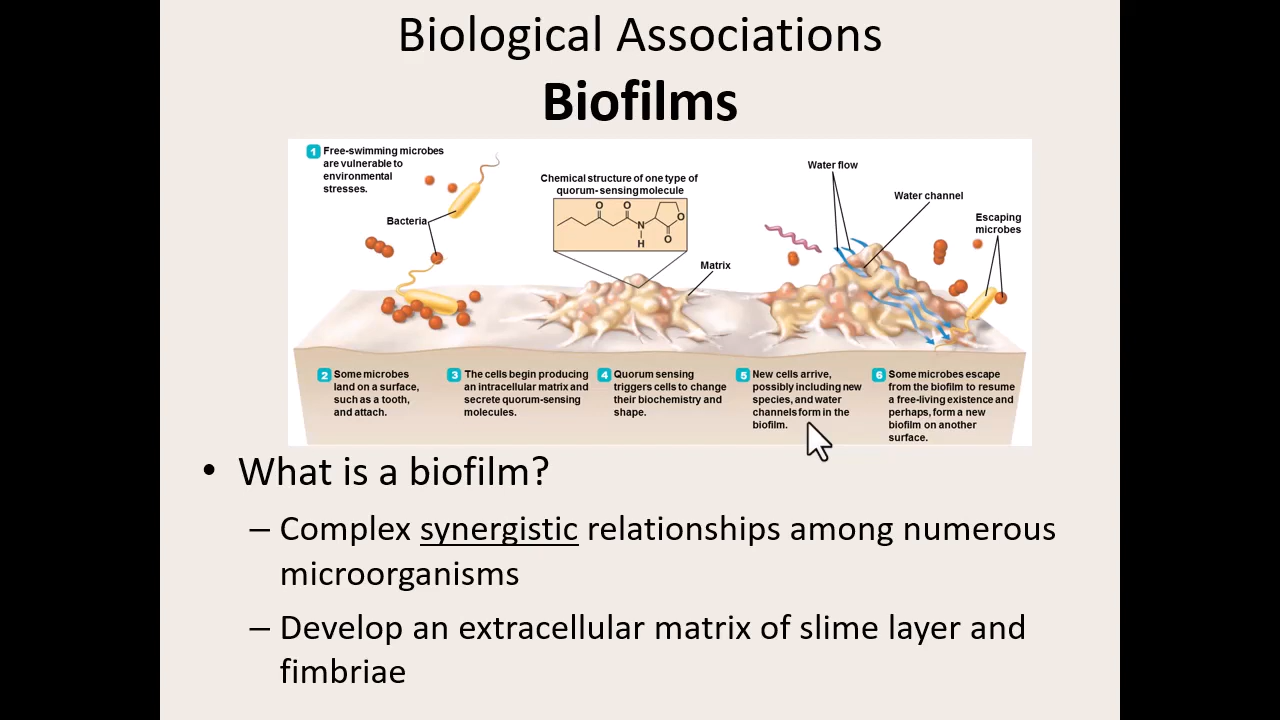 Biological Associations
Biofilms
1 Free-swimming microbes
are vulnerable to
environmental
stresses.
Bacteria
Chemical structure of one type of
quorum-sensing molecule
O O
O
N
O
H
Matrix
Water flow
Water channel
Escaping
microbes
2 Some microbes
land on a surface,
such as a tooth,
and attach.
3 The cells begin producing
an intracellular matrix and
secrete quorum-sensing
molecules.
4 Quorum sensing
triggers cells to change
their biochemistry and
shape.
5 New cells arrive,
possibly including new
species, and water
channels form in the
biofilm.
6 Some microbes escape
from the biofilm to resume
a free-living existence and
perhaps, form a new
biofilm on another
surface.
• What is a biofilm?
– Complex synergistic relationships among numerous
microorganisms
– Develop an extracellular matrix of slime layer and
fimbriae